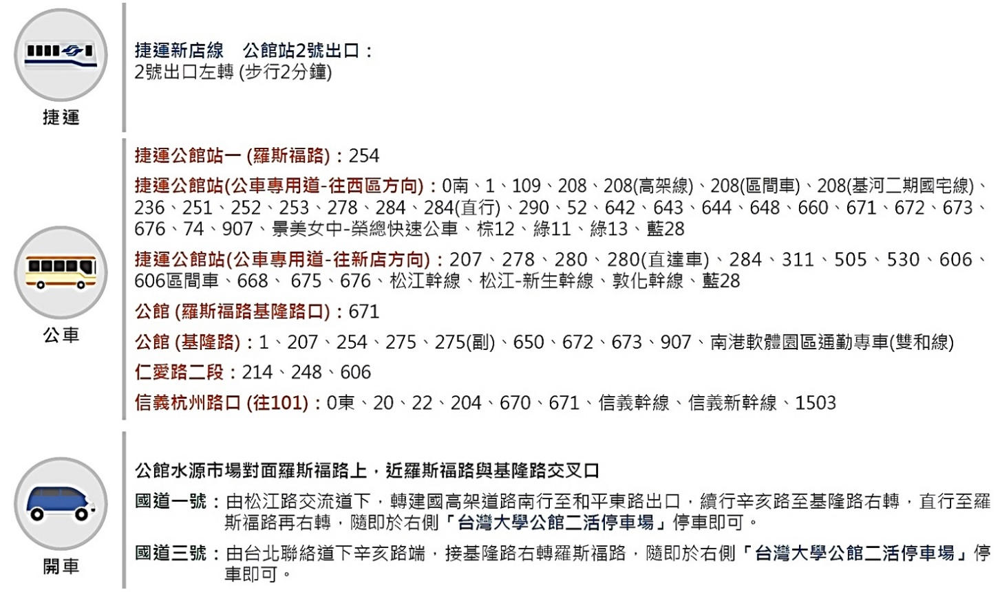 捷運新店線　公館站2號出口：
2號出口左轉 (步行2分鐘)
捷運
捷運公館站一 (羅斯福路)：254
捷運公館站(公車專用道-往西區方向)：0南、1、109、208、208(高架線)、208(區間車)、208(基河二期國宅線)、
236、251、252、253、278、284、284(直行)、290、52、642、643、644、648、660、671、672、673、
676、74、907、景美女中-榮總快速公車、棕12、綠11、綠13、藍28
捷運公館站(公車專用道-往新店方向)：207、278、280、280(直達車)、284、311、505、530、606、
606區間車、668、 675、676、松江幹線、松江-新生幹線、敦化幹線、藍28
公館 (羅斯福路基隆路口)：671
公車
公館 (基隆路)：1、207、254、275、275(副)、650、672、673、907、南港軟體園區通勤專車(雙和線)
仁愛路二段：214、248、606
信義杭州路口 (往101)：0東、20、22、204、670、671、信義幹線、信義新幹線、1503
公館水源市場對面羅斯福路上，近羅斯福路與基隆路交叉口
國道一號：由松江路交流道下，轉建國高架道路南行至和平東路出口，續行辛亥路至基隆路右轉，直行至羅
斯福路再右轉，隨即於右側「台灣大學公館二活停車場」停車即可。
國道三號：由台北聯絡道下辛亥路端，接基隆路右轉羅斯福路，隨即於右側「台灣大學公館二活停車場」停
車即可。
開車